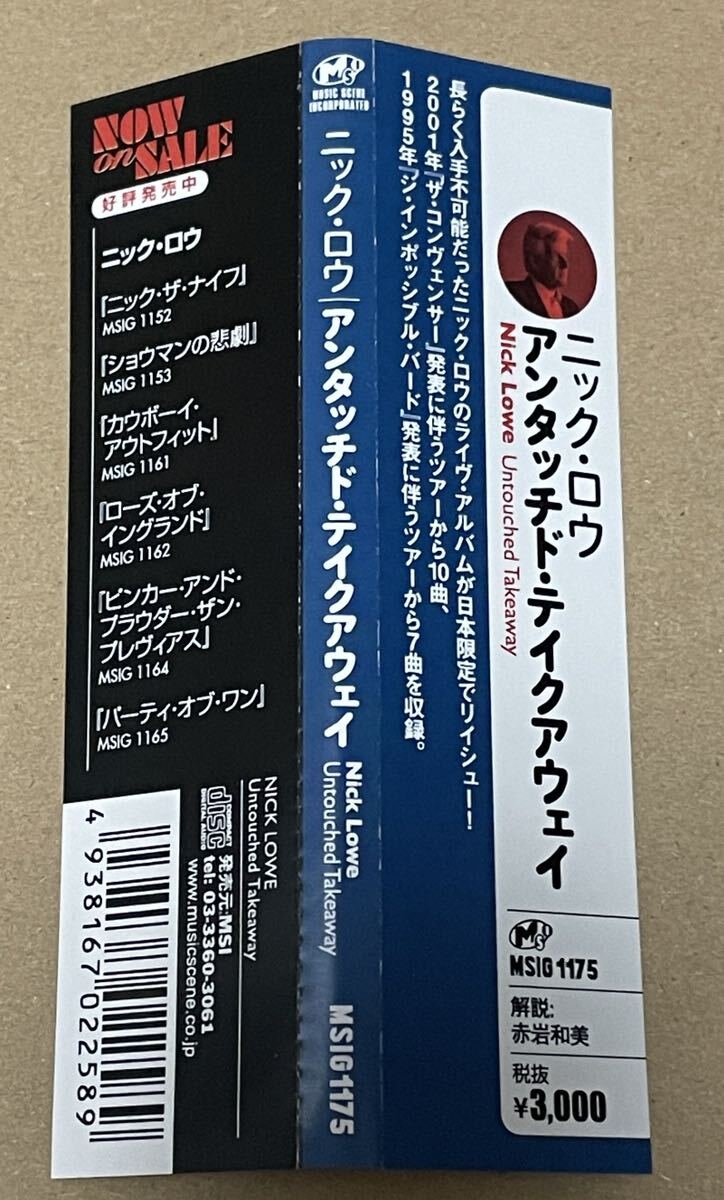 NOW
on SALE
好評発売中
ニック・ロウ
『ニック・ザ・ナイフ』
MSIG 1152
『ショウマンの悲劇』
MSIG 1153
『カウボーイ・
アウトフィット』
MSIG 1161
『ローズ・オブ・
イングランド』
MSIG 1162
『ピンカー・アンド・
プラウダー・ザン・
プレヴィアス』
MSIG 1164
『パーティ・オブ・ワン』
MSIG 1165
NICK LOWE
Untouched Takeaway
COMPACT
disc
DIGITAL AUDIO
発売元:MSI
tel: 03-3360-3061
www.musicscene.co.jp
4 938167 022589
MSI
MUSIC SCENE
INCORPORATED
ニック・ロウ/アンタッチド・テイクアウェイ
Nick Lowe
Untouched Takeaway
MSIG1175
長らく入手不可能だったニック・ロウのライヴ・アルバムが日本限定でリイシュー!
2001年『ザ・コンヴェンサー』発表に伴うツアーから10曲、
1995年『ジ・インポッシブル・バード』発表に伴うツアーから7曲を収録。
ニック・ロウ
アンタッチド・テイクアウェイ
Nick Lowe Untouched Takeaway
MSI
MSIG 1175
解説:
赤岩和美
税抜
¥3,000